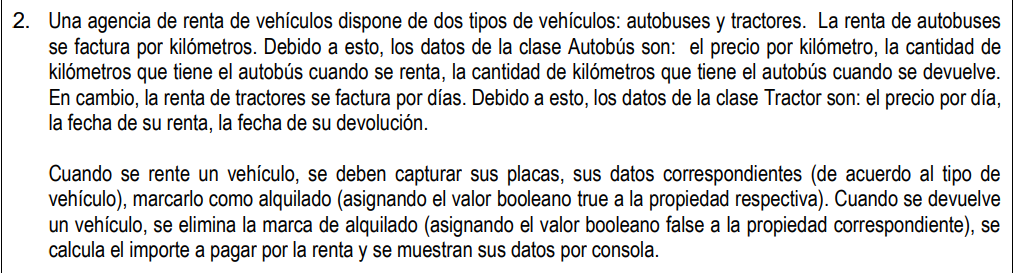 2. Una agencia de renta de vehículos dispone de dos tipos de vehículos: autobuses y tractores. La renta de autobuses
se factura por kilómetros. Debido a esto, los datos de la clase Autobús son: el precio por kilómetro, la cantidad de
kilómetros que tiene el autobús cuando se renta, la cantidad de kilómetros que tiene el autobús cuando se devuelve.
En cambio, la renta de tractores se factura por días. Debido a esto, los datos de la clase Tractor son: el precio por día,
la fecha de su renta, la fecha de su devolución.
Cuando se rente un vehículo, se deben capturar sus placas, sus datos correspondientes (de acuerdo al tipo de
vehículo), marcarlo como alquilado (asignando el valor booleano true a la propiedad respectiva). Cuando se devuelve
un vehículo, se elimina la marca de alquilado (asignando el valor booleano false a la propiedad correspondiente), se
calcula el importe a pagar por la renta y se muestran sus datos por consola.